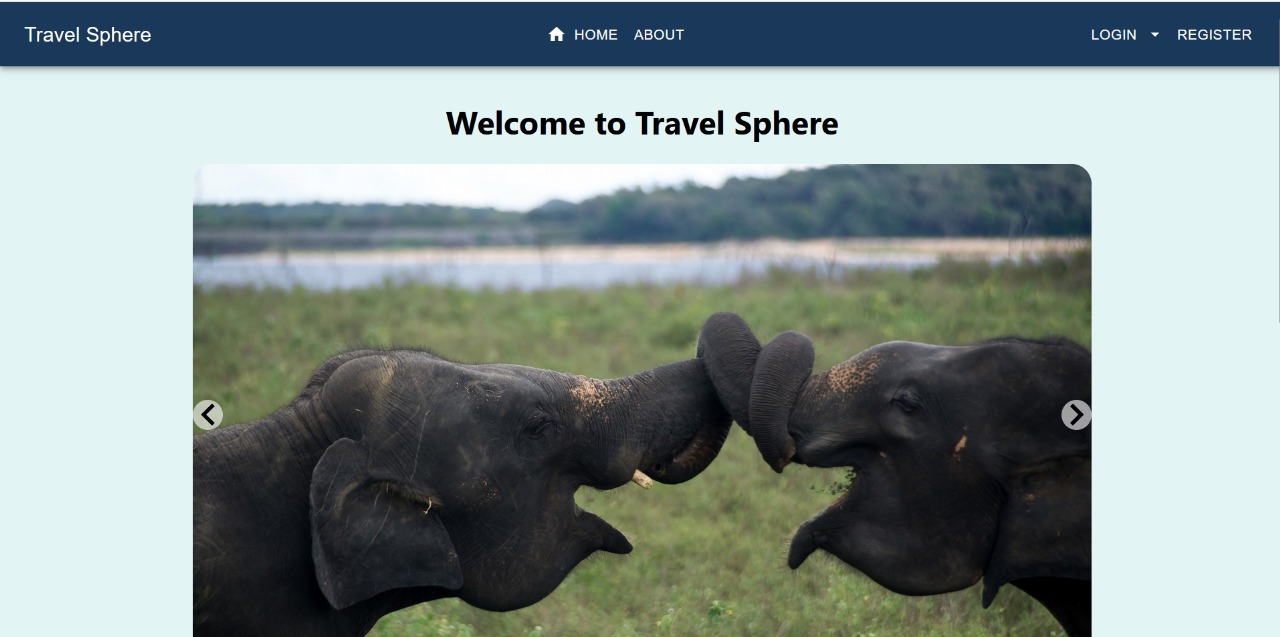 Travel Sphere
HOME ABOUT
LOGIN REGISTER
Welcome to Travel Sphere